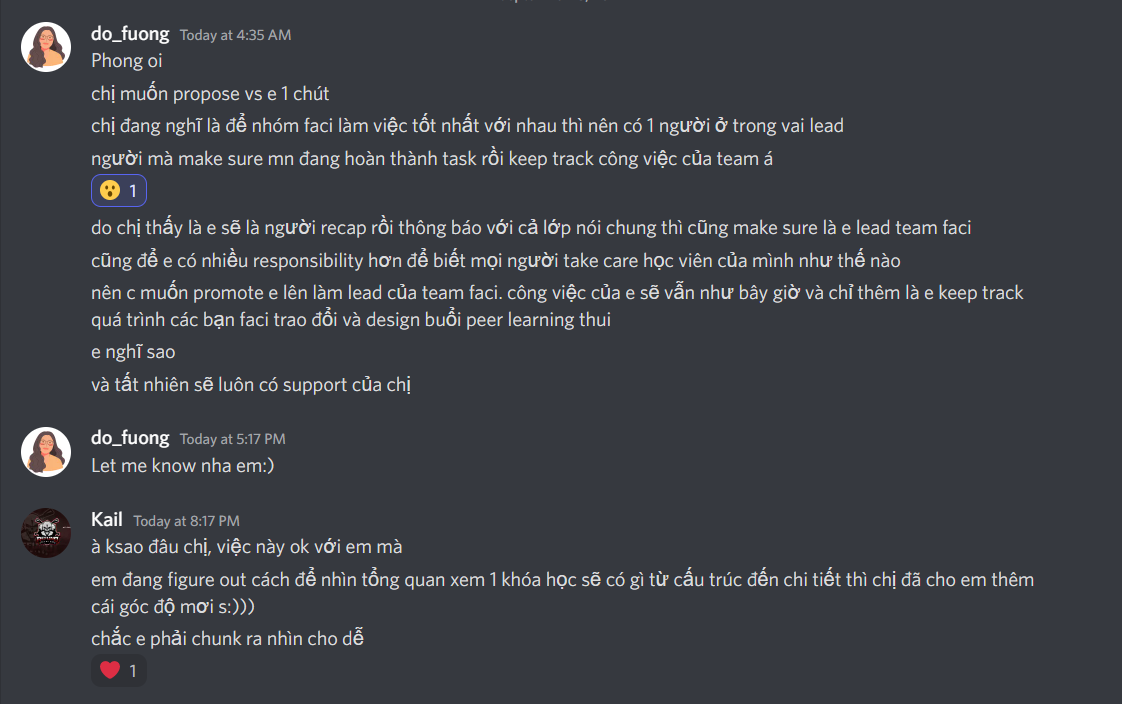 do_fuong Today at 4:35 AM
Phong oi
chị muốn propose vs e 1 chút
chị đang nghĩ là để nhóm faci làm việc tốt nhất với nhau thì nên có 1 người ở trong vai lead
người mà make sure mn đang hoàn thành task rồi keep track công việc của team á
1
do chị thấy là e sẽ là người recap rồi thông báo với cả lớp nói chung thì cũng make sure là e lead team faci
cũng để e có nhiều responsibility hơn để biết mọi người take care học viên của mình như thế nào
nên c muốn promote e lên làm lead của team faci. công việc của e sẽ vẫn như bây giờ và chỉ thêm là e keep track
quá trình các bạn faci trao đổi và design buổi peer learning thui
e nghĩ sao
và tất nhiên sẽ luôn có support của chị
do_fuong Today at 5:17 PM
Let me know nha em:)
Kail Today at 8:17 PM
à ksao đâu chị, việc này ok với em mà
em đang figure out cách để nhìn tổng quan xem 1 khóa học sẽ có gì từ cấu trúc đến chi tiết thì chị đã cho em thêm
cái góc độ mơi s:)))
chắc e phải chunk ra nhìn cho dễ
1